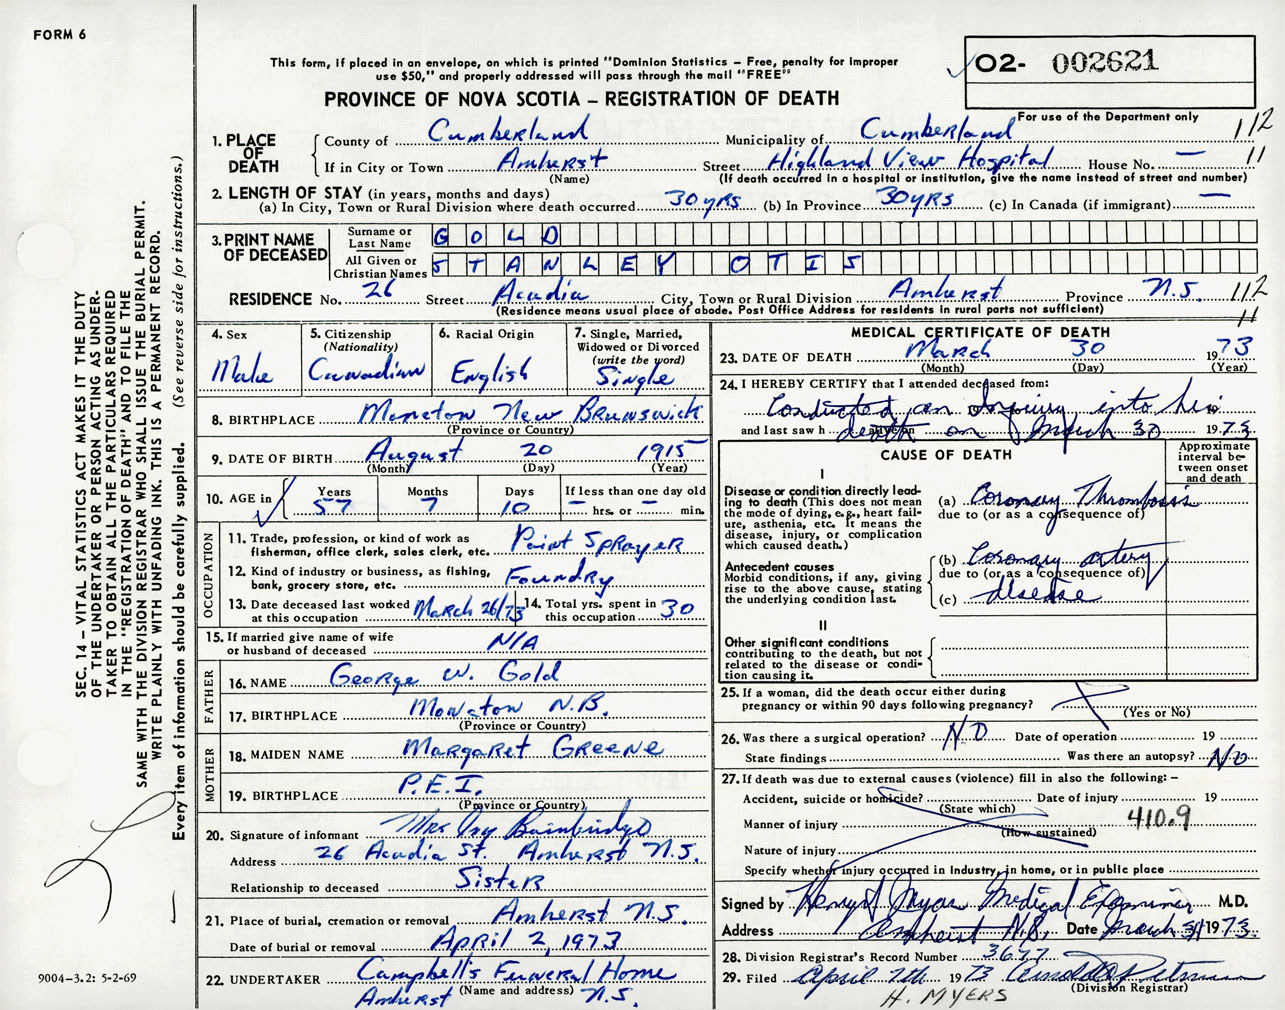 FORM 6
This form, if placed in an envelope, on which is printed "Dominion Statistics – Free, penalty for improper
use $50," and properly addressed will pass through the mail "FREE"
O2- 002621
PROVINCE OF NOVA SCOTIA – REGISTRATION OF DEATH
For use of the Department only
1. PLACE OF DEATH
County of Cumberland Municipality of Cumberland 112
If in City or Town Amherst Street Highland View Hospital House No. — 11
(Name) (If death occurred in a hospital or institution, give the name instead of street and number)
2. LENGTH OF STAY (in years, months and days)
(a) In City, Town or Rural Division where death occurred 30 yrs (b) In Province 30 yrs (c) In Canada (if immigrant) —
3. PRINT NAME OF DECEASED
Surname or Last Name GOLD
All Given or Christian Names STANLEY OTIS
RESIDENCE No. 26 Street Acadia City, Town or Rural Division Amherst Province N.S. 112
(Residence means usual place of abode. Post Office Address for residents in rural parts not sufficient) 11
4. Sex Male
5. Citizenship (Nationality) Canadian
6. Racial Origin English
7. Single, Married, Widowed or Divorced (write the word) Single
8. BIRTHPLACE Moncton New Brunswick
(Province or Country)
9. DATE OF BIRTH August 20 1915
(Month) (Day) (Year)
10. AGE in Years 57 Months 7 Days 10 If less than one day old — hrs. or — min.
OCCUPATION
11. Trade, profession, or kind of work as
fisherman, office clerk, sales clerk, etc. Paint Sprayer
12. Kind of industry or business, as fishing,
bank, grocery store, etc. Foundry
13. Date deceased last worked
at this occupation March 26/73
14. Total yrs. spent in
this occupation 30
15. If married give name of wife
or husband of deceased N/A
FATHER
16. NAME George W. Gold
17. BIRTHPLACE Moncton N.B.
(Province or Country)
MOTHER
18. MAIDEN NAME Margaret Greene
19. BIRTHPLACE P.E.I.
(Province or Country)
20. Signature of informant Mrs Ivy Bainbridge
Address 26 Acadia St. Amherst N.S.
Relationship to deceased Sister
21. Place of burial, cremation or removal Amherst N.S.
Date of burial or removal April 2, 1973
22. UNDERTAKER Campbell's Funeral Home
(Name and address)
Amherst N.S.
MEDICAL CERTIFICATE OF DEATH
23. DATE OF DEATH March 30 1973
(Month) (Day) (Year)
24. I HEREBY CERTIFY that I attended deceased from:
Conducted an Inquiry into his 19
and last saw h alive on death on March 30 1973
CAUSE OF DEATH
Approximate interval between onset and death
I
Disease or condition directly leading to death (This does not mean the mode of dying, e.g., heart failure, asthenia, etc. It means the disease, injury, or complication which caused death.)
(a) Coronary Thrombosis
due to (or as a consequence of)
Antecedent causes
Morbid conditions, if any, giving rise to the above cause, stating the underlying condition last.
(b) Coronary artery
due to (or as a consequence of)
(c) disease
II
Other significant conditions
contributing to the death, but not related to the disease or condition causing it.
25. If a woman, did the death occur either during
pregnancy or within 90 days following pregnancy?
(Yes or No)
26. Was there a surgical operation? No Date of operation 19
State findings Was there an autopsy? No
27. If death was due to external causes (violence) fill in also the following: –
Accident, suicide or homicide? Date of injury 19
(State which)
Manner of injury 410.9
(How sustained)
Nature of injury
Specify whether injury occurred in Industry, in home, or in public place
Signed by Henry J Myers Medical Examiner M.D.
Address Amherst N.S. Date March 31 1973
28. Division Registrar's Record Number 3677
29. Filed April 7th 1973
(Division Registrar)
H. MYERS
SEC. 14 – VITAL STATISTICS ACT MAKES IT THE DUTY
OF THE UNDERTAKER OR PERSON ACTING AS UNDER-
TAKER TO OBTAIN ALL THE PARTICULARS REQUIRED
IN THE "REGISTRATION OF DEATH" AND TO FILE THE
SAME WITH THE DIVISION REGISTRAR WHO SHALL ISSUE THE BURIAL PERMIT.
WRITE PLAINLY WITH UNFADING INK. THIS IS A PERMANENT RECORD.
Every item of information should be carefully supplied. (See reverse side for instructions.)
9004-3.2: 5-2-69